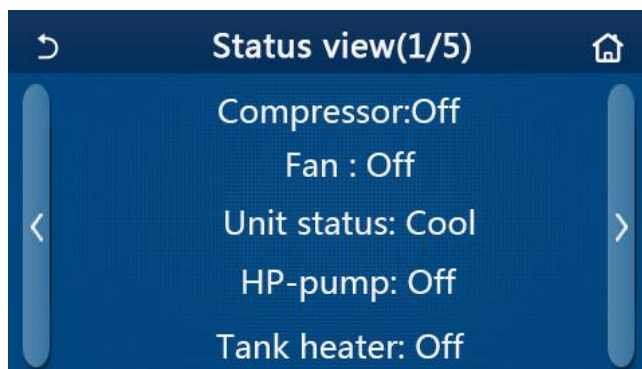 Status view(1/5)
Compressor:Off
Fan : Off
Unit status: Cool
HP-pump: Off
Tank heater: Off